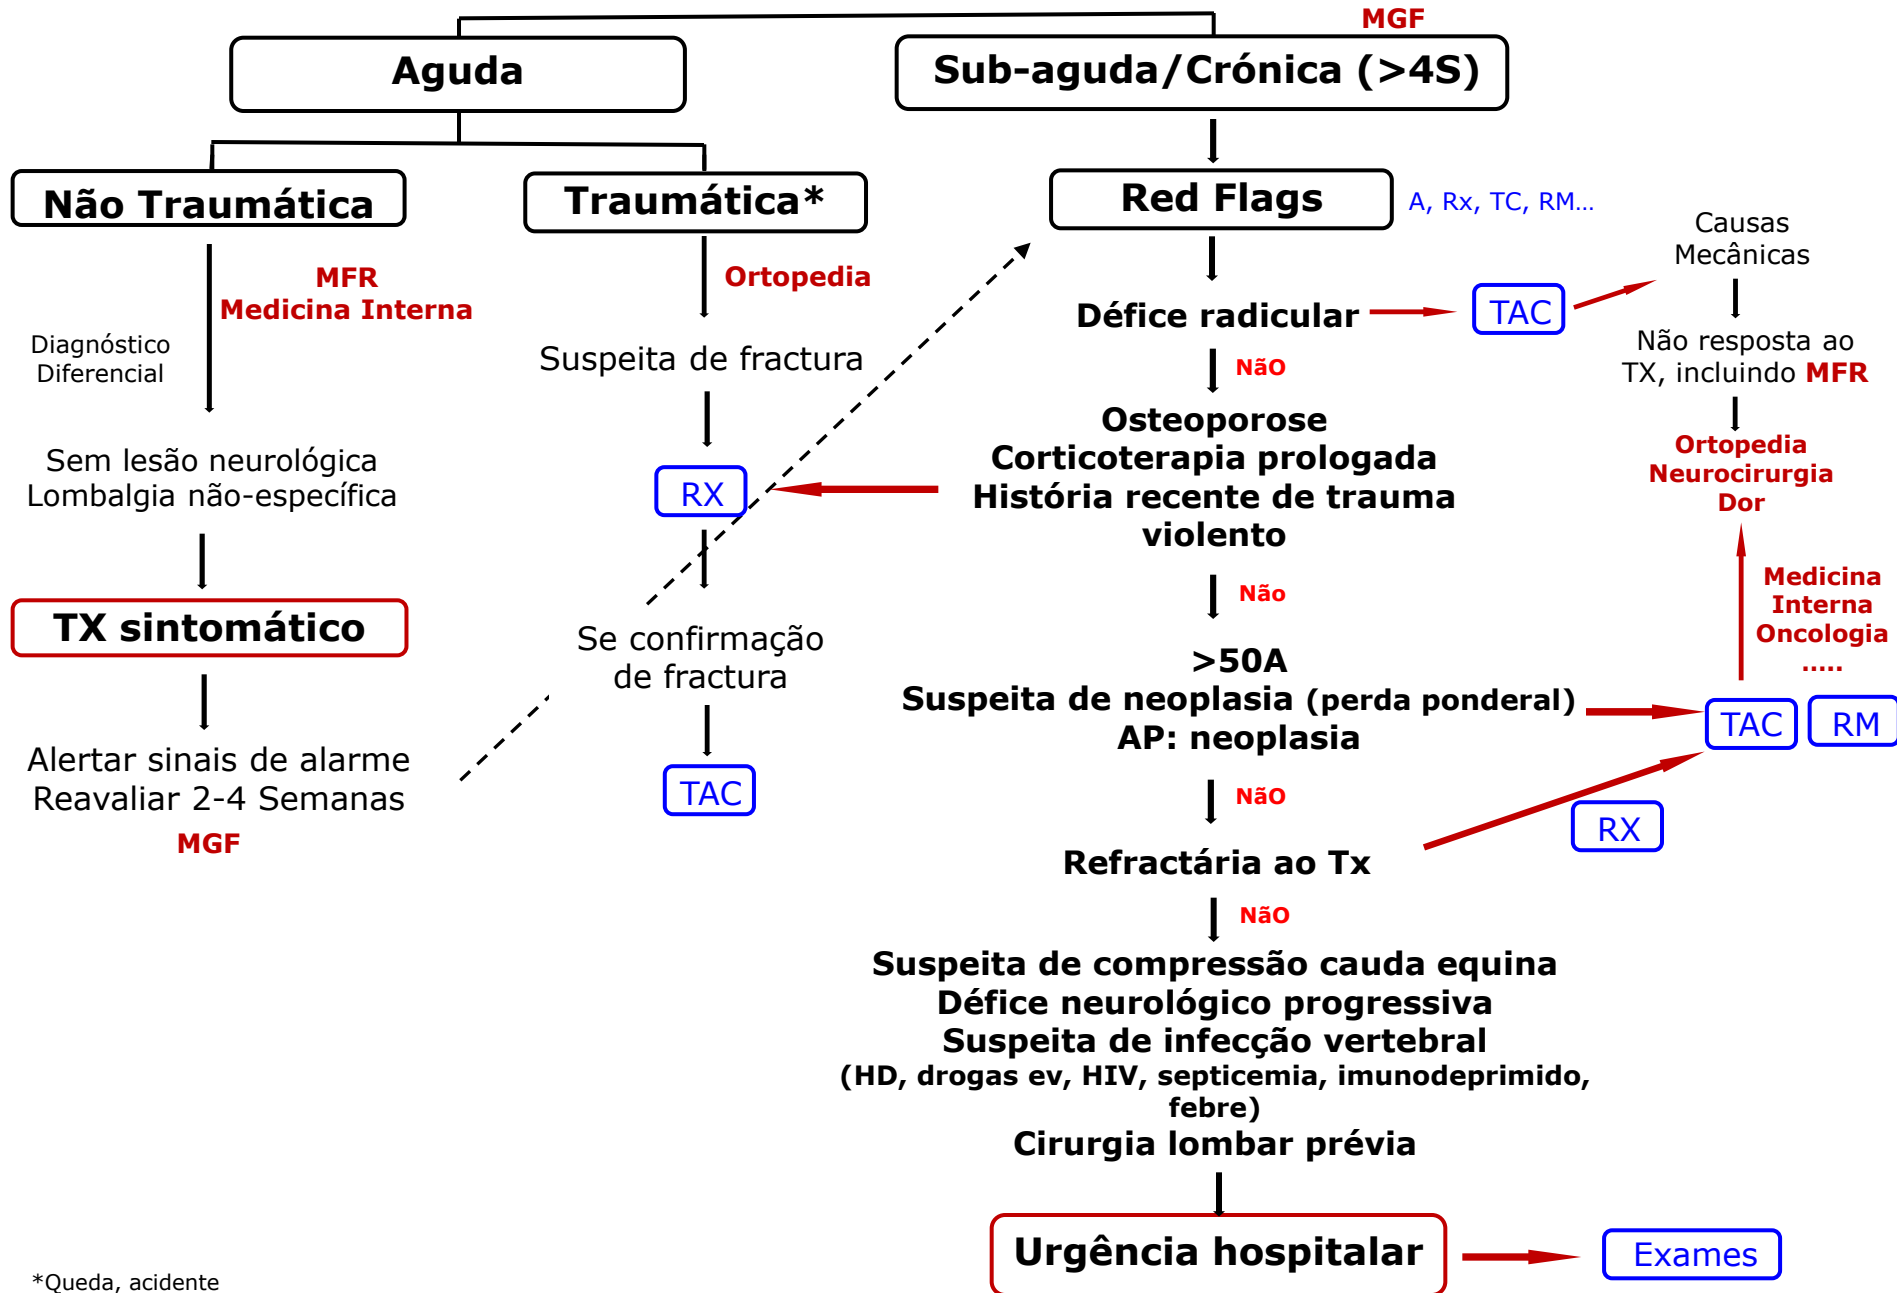 MGF
Aguda
Sub-aguda/Crónica (>4S)
Não Traumática
Traumática*
Red Flags
A, Rx, TC, RM...
Causas
Mecânicas
MFR
Medicina Interna
Ortopedia
Diagnóstico
Diferencial
Suspeita de fractura
Défice radicular
TAC
Não resposta ao
TX, incluindo MFR
NãO
Sem lesão neurológica
Lombalgia não-específica
RX
Osteoporose
Corticoterapia prologada
História recente de trauma
violento
Ortopedia
Neurocirurgia
Dor
Não
Medicina
Interna
Oncologia
.....
TX sintomático
Se confirmação
de fractura
>50A
Suspeita de neoplasia (perda ponderal)
AP: neoplasia
TAC
RM
Alertar sinais de alarme
Reavaliar 2-4 Semanas
MGF
TAC
NãO
RX
Refractária ao Tx
NãO
Suspeita de compressão cauda equina
Défice neurológico progressiva
Suspeita de infecção vertebral
(HD, drogas ev, HIV, septicemia, imunodeprimido,
febre)
Cirurgia lombar prévia
Urgência hospitalar
Exames
*Queda, acidente